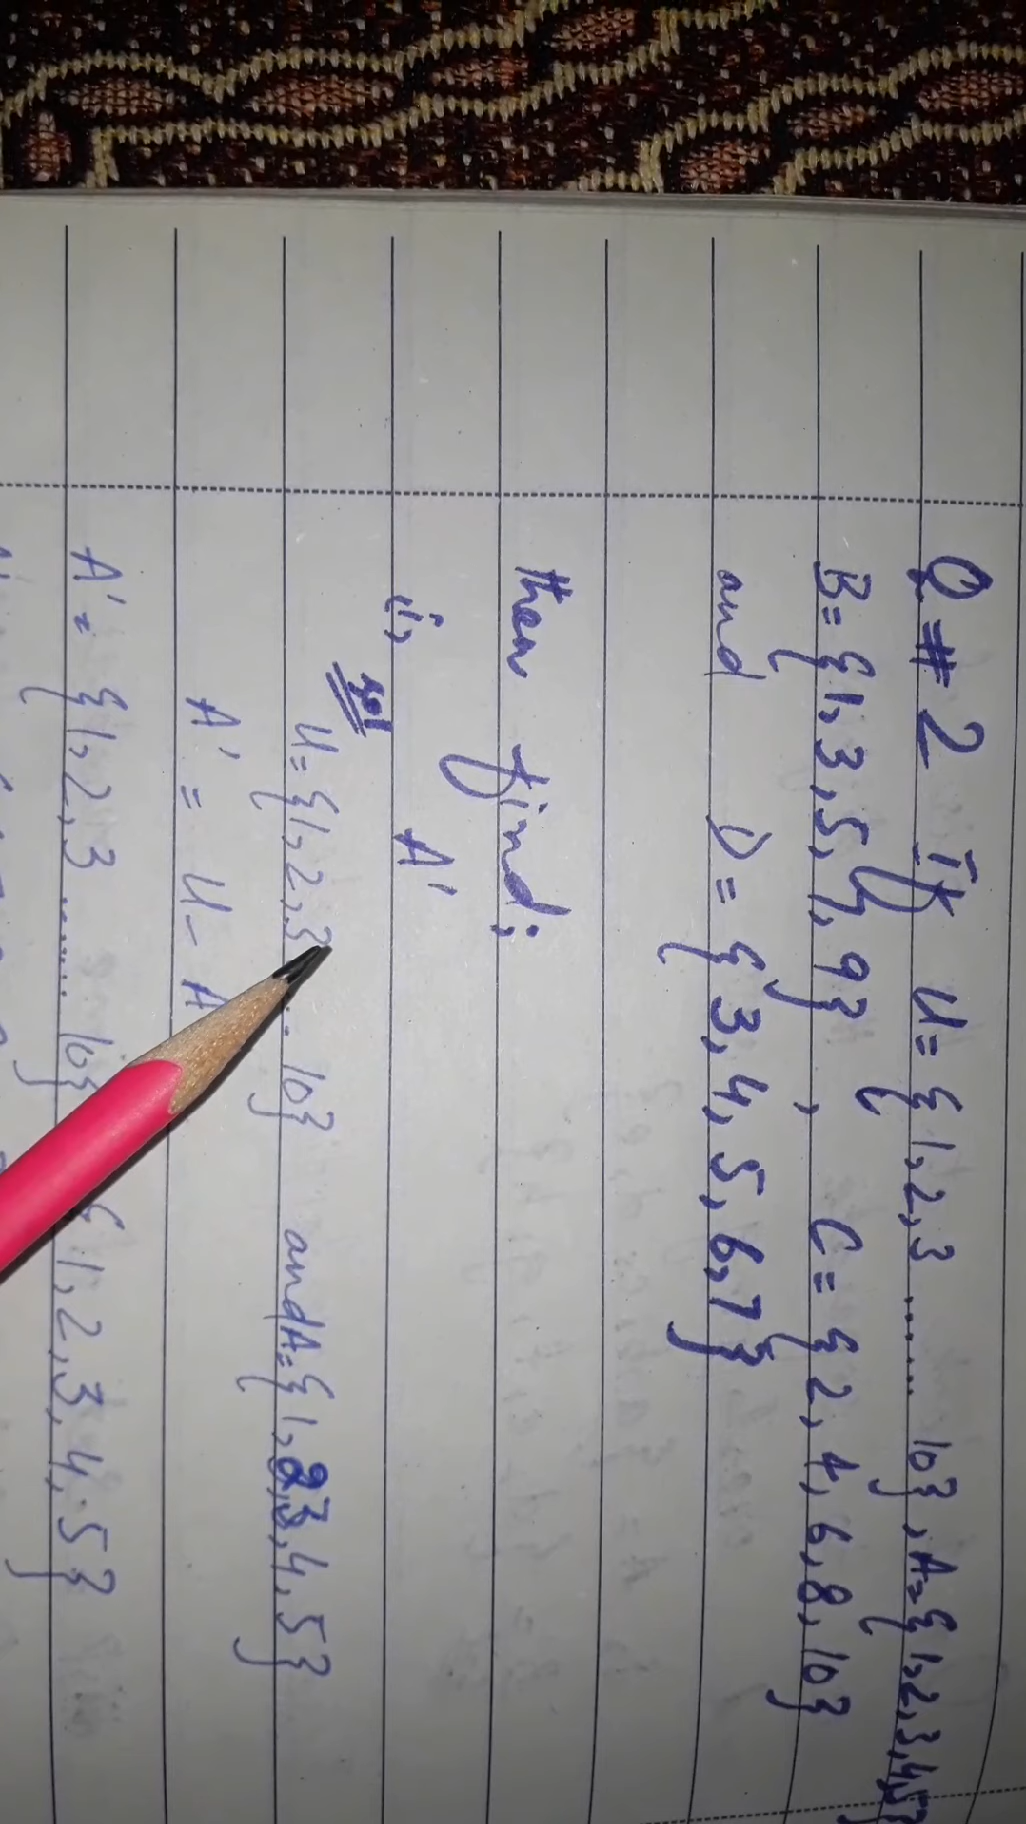 Q # 2 If U = {1, 2, 3 ...... 10}, A = {1, 2, 3, 4, 5}
B = {1, 3, 5, 7, 9} , C = {2, 4, 6, 8, 10}
and D = {3, 4, 5, 6, 7}
then find;
i, A'
Sol
U = {1, 2, 3 ... 10} and A = {1, 2, 3, 4, 5}
A' = U - A
A' = {1, 2, 3 ...... 10} {1, 2, 3, 4, 5}